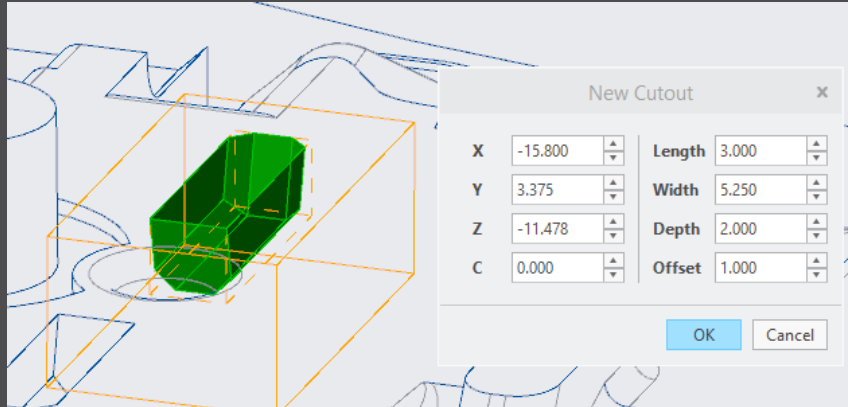 New Cutout x
X -15.800 Length 3.000
Y 3.375 Width 5.250
Z -11.478 Depth 2.000
C 0.000 Offset 1.000
OK Cancel